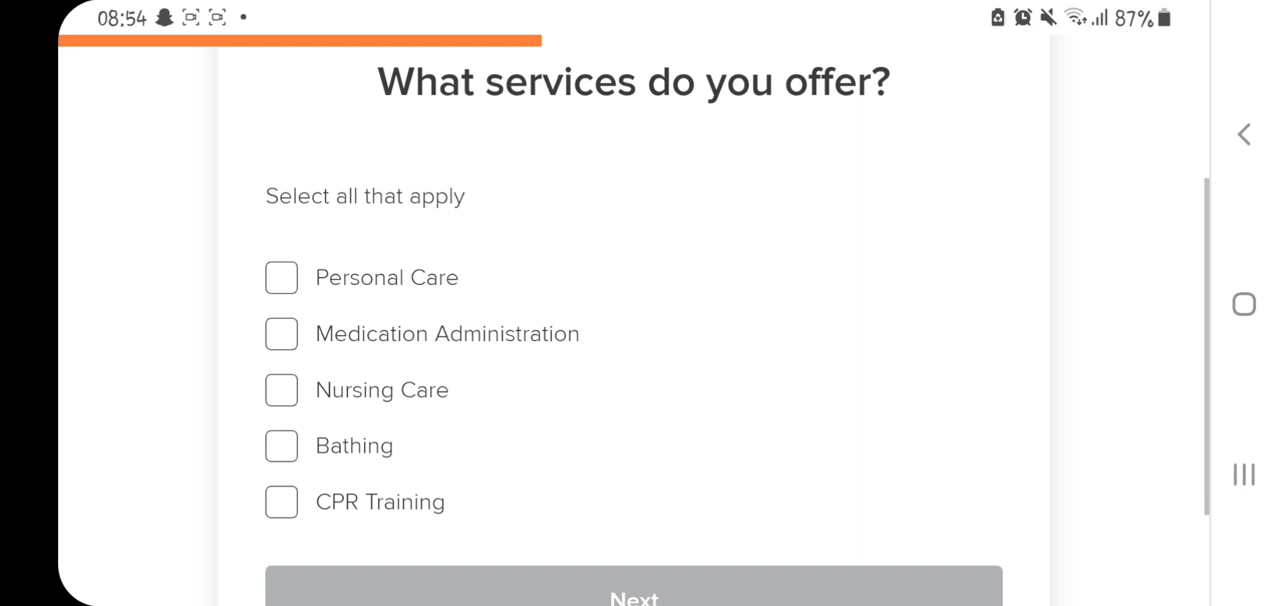 08:54
87%
What services do you offer?
Select all that apply
Personal Care
Medication Administration
Nursing Care
Bathing
CPR Training
Next